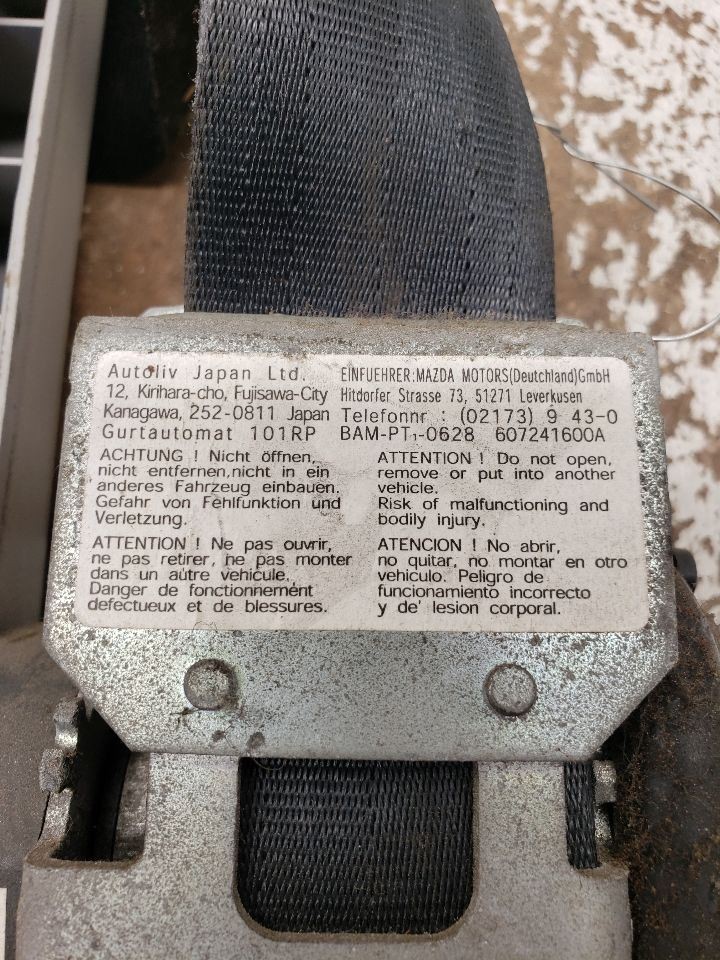 Autoliv Japan Ltd.
12, Kirihara-cho, Fujisawa-City
Kanagawa, 252-0811 Japan
Gurtautomat 101RP
EINFUEHRER:MAZDA MOTORS(Deutchland)GmbH
Hitdorfer Strasse 73, 51271 Leverkusen
Telefonnr : (02173) 9 43-0
BAM-PT1-0628 607241600A
ACHTUNG ! Nicht öffnen,
nicht entfernen,nicht in ein
anderes Fahrzeug einbauen.
Gefahr von Fehlfunktion und
Verletzung.
ATTENTION ! Do not open,
remove or put into another
vehicle.
Risk of malfunctioning and
bodily injury.
ATTENTION ! Ne pas ouvrir,
ne pas retirer, ne pas monter
dans un autre vehicule.
Danger de fonctionnement
defectueux et de blessures.
ATENCION ! No abrir,
no quitar, no montar en otro
vehiculo. Peligro de
funcionamiento incorrecto
y de' lesion corporal.